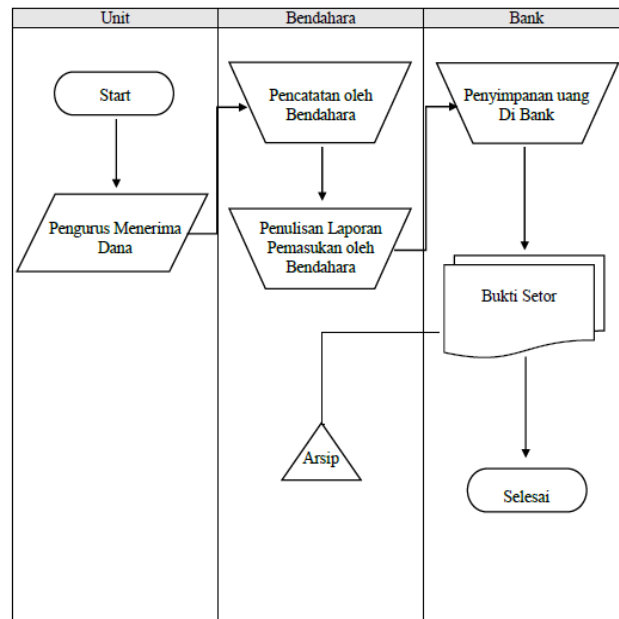 Unit
Bendahara
Bank
Start
Pencatatan oleh
Bendahara
Penyimpanan uang
Di Bank
Pengurus Menerima
Dana
Penulisan Laporan
Pemasukan oleh
Bendahara
Bukti Setor
Arsip
Selesai